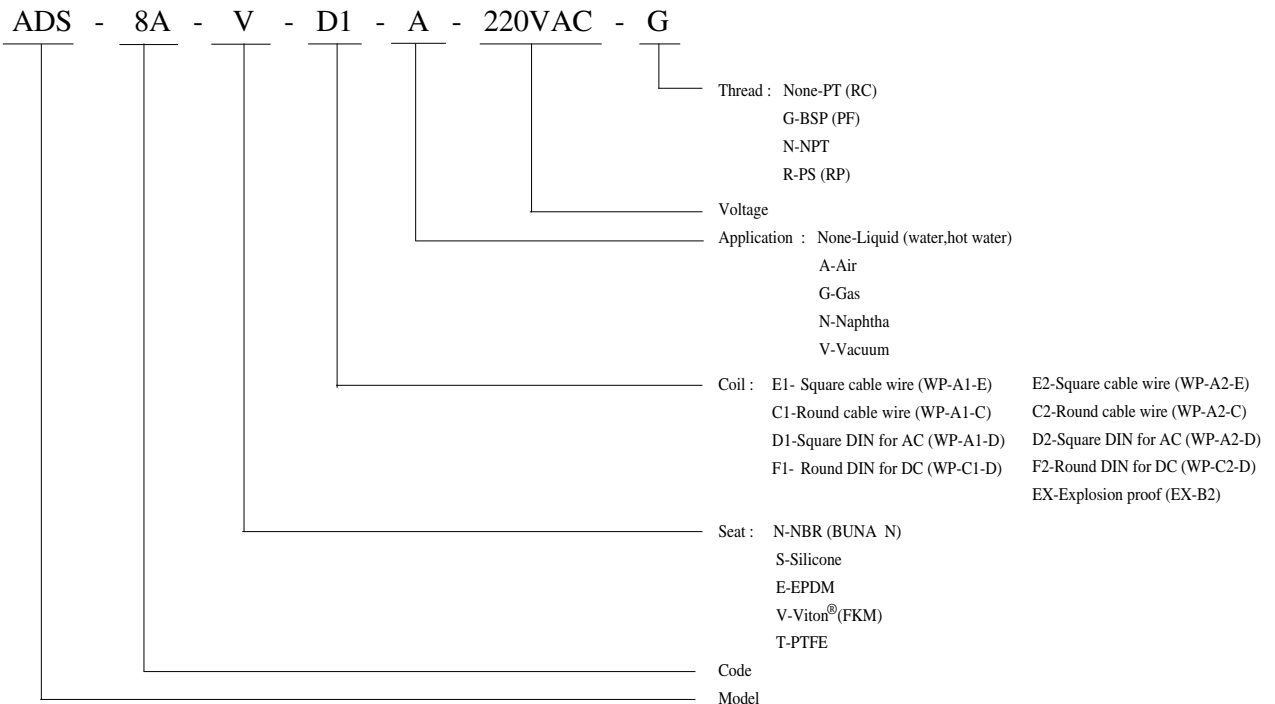 ADS - 8A - V - D1 - A - 220VAC - G
Thread : None-PT (RC)
G-BSP (PF)
N-NPT
R-PS (RP)
Voltage
Application : None-Liquid (water,hot water)
A-Air
G-Gas
N-Naphtha
V-Vacuum
Coil : E1- Square cable wire (WP-A1-E) E2-Square cable wire (WP-A2-E)
C1-Round cable wire (WP-A1-C) C2-Round cable wire (WP-A2-C)
D1-Square DIN for AC (WP-A1-D) D2-Square DIN for AC (WP-A2-D)
F1- Round DIN for DC (WP-C1-D) F2-Round DIN for DC (WP-C2-D)
EX-Explosion proof (EX-B2)
Seat : N-NBR (BUNA N)
S-Silicone
E-EPDM
V-Viton®(FKM)
T-PTFE
Code
Model